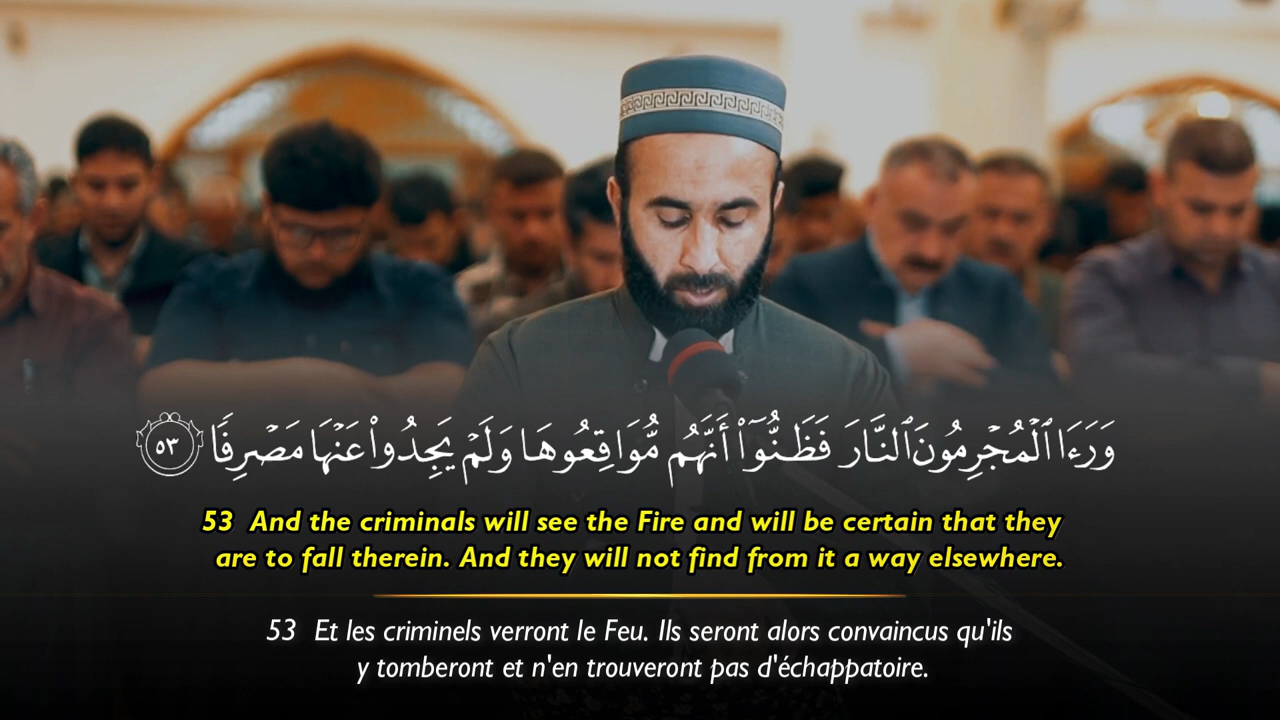 وَرَءَا ٱلْمُجْرِمُونَ ٱلنَّارَ فَظَنُّوٓا۟ أَنَّهُم مُّوَاقِعُوهَا وَلَمْ يَجِدُوا۟ عَنْهَا مَصْرِفًا ٥٣
53 And the criminals will see the Fire and will be certain that they
are to fall therein. And they will not find from it a way elsewhere.
53 Et les criminels verront le Feu. Ils seront alors convaincus qu'ils
y tomberont et n'en trouveront pas d'échappatoire.